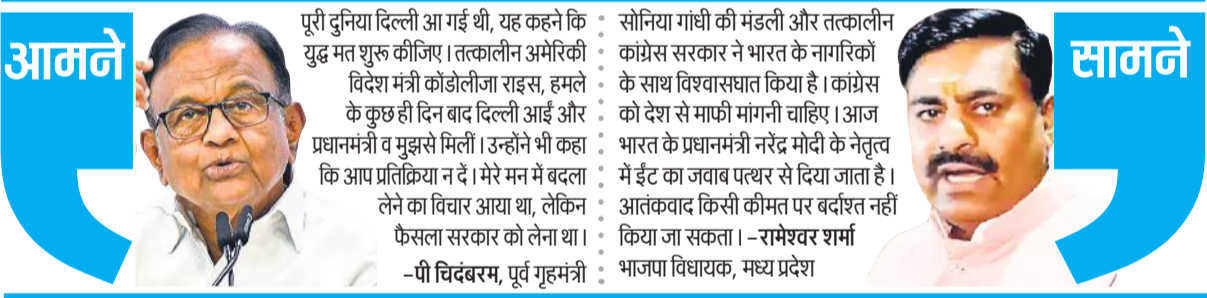 आमने
पूरी दुनिया दिल्ली आ गई थी, यह कहने कि
युद्ध मत शुरू कीजिए। तत्कालीन अमेरिकी
विदेश मंत्री कोंडोलीजा राइस, हमले
के कुछ ही दिन बाद दिल्ली आईं और
प्रधानमंत्री व मुझसे मिलीं। उन्होंने भी कहा
कि आप प्रतिक्रिया न दें। मेरे मन में बदला
लेने का विचार आया था, लेकिन
फैसला सरकार को लेना था।
–पी चिदंबरम, पूर्व गृहमंत्री
सोनिया गांधी की मंडली और तत्कालीन
कांग्रेस सरकार ने भारत के नागरिकों
के साथ विश्वासघात किया है। कांग्रेस
को देश से माफी मांगनी चाहिए। आज
भारत के प्रधानमंत्री नरेंद्र मोदी के नेतृत्व
में ईंट का जवाब पत्थर से दिया जाता है।
आतंकवाद किसी कीमत पर बर्दाश्त नहीं
किया जा सकता। –रामेश्वर शर्मा
भाजपा विधायक, मध्य प्रदेश
सामने